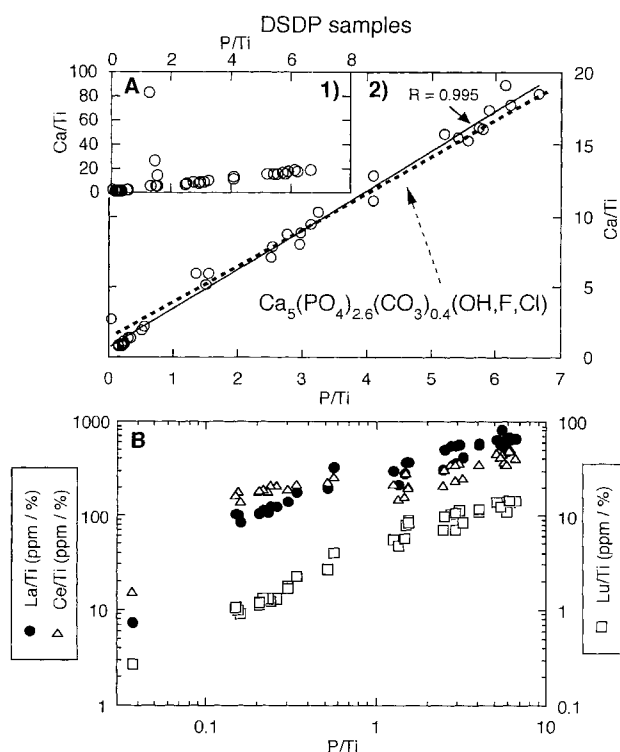 DSDP samples
P/Ti
0 1 2 3 4 5 6 7 8
A
1)
2)
100
80
60
40
20
0
Ca/Ti
R = 0.995
20
15
10
5
0
Ca/Ti
Ca5(PO4)2.6(CO3)0.4(OH,F,Cl)
0 1 2 3 4 5 6 7
P/Ti
B
1000
100
10
1
100
10
1
0.1
La/Ti (ppm / %)
Ce/Ti (ppm / %)
Lu/Ti (ppm / %)
0.1 1 10
P/Ti